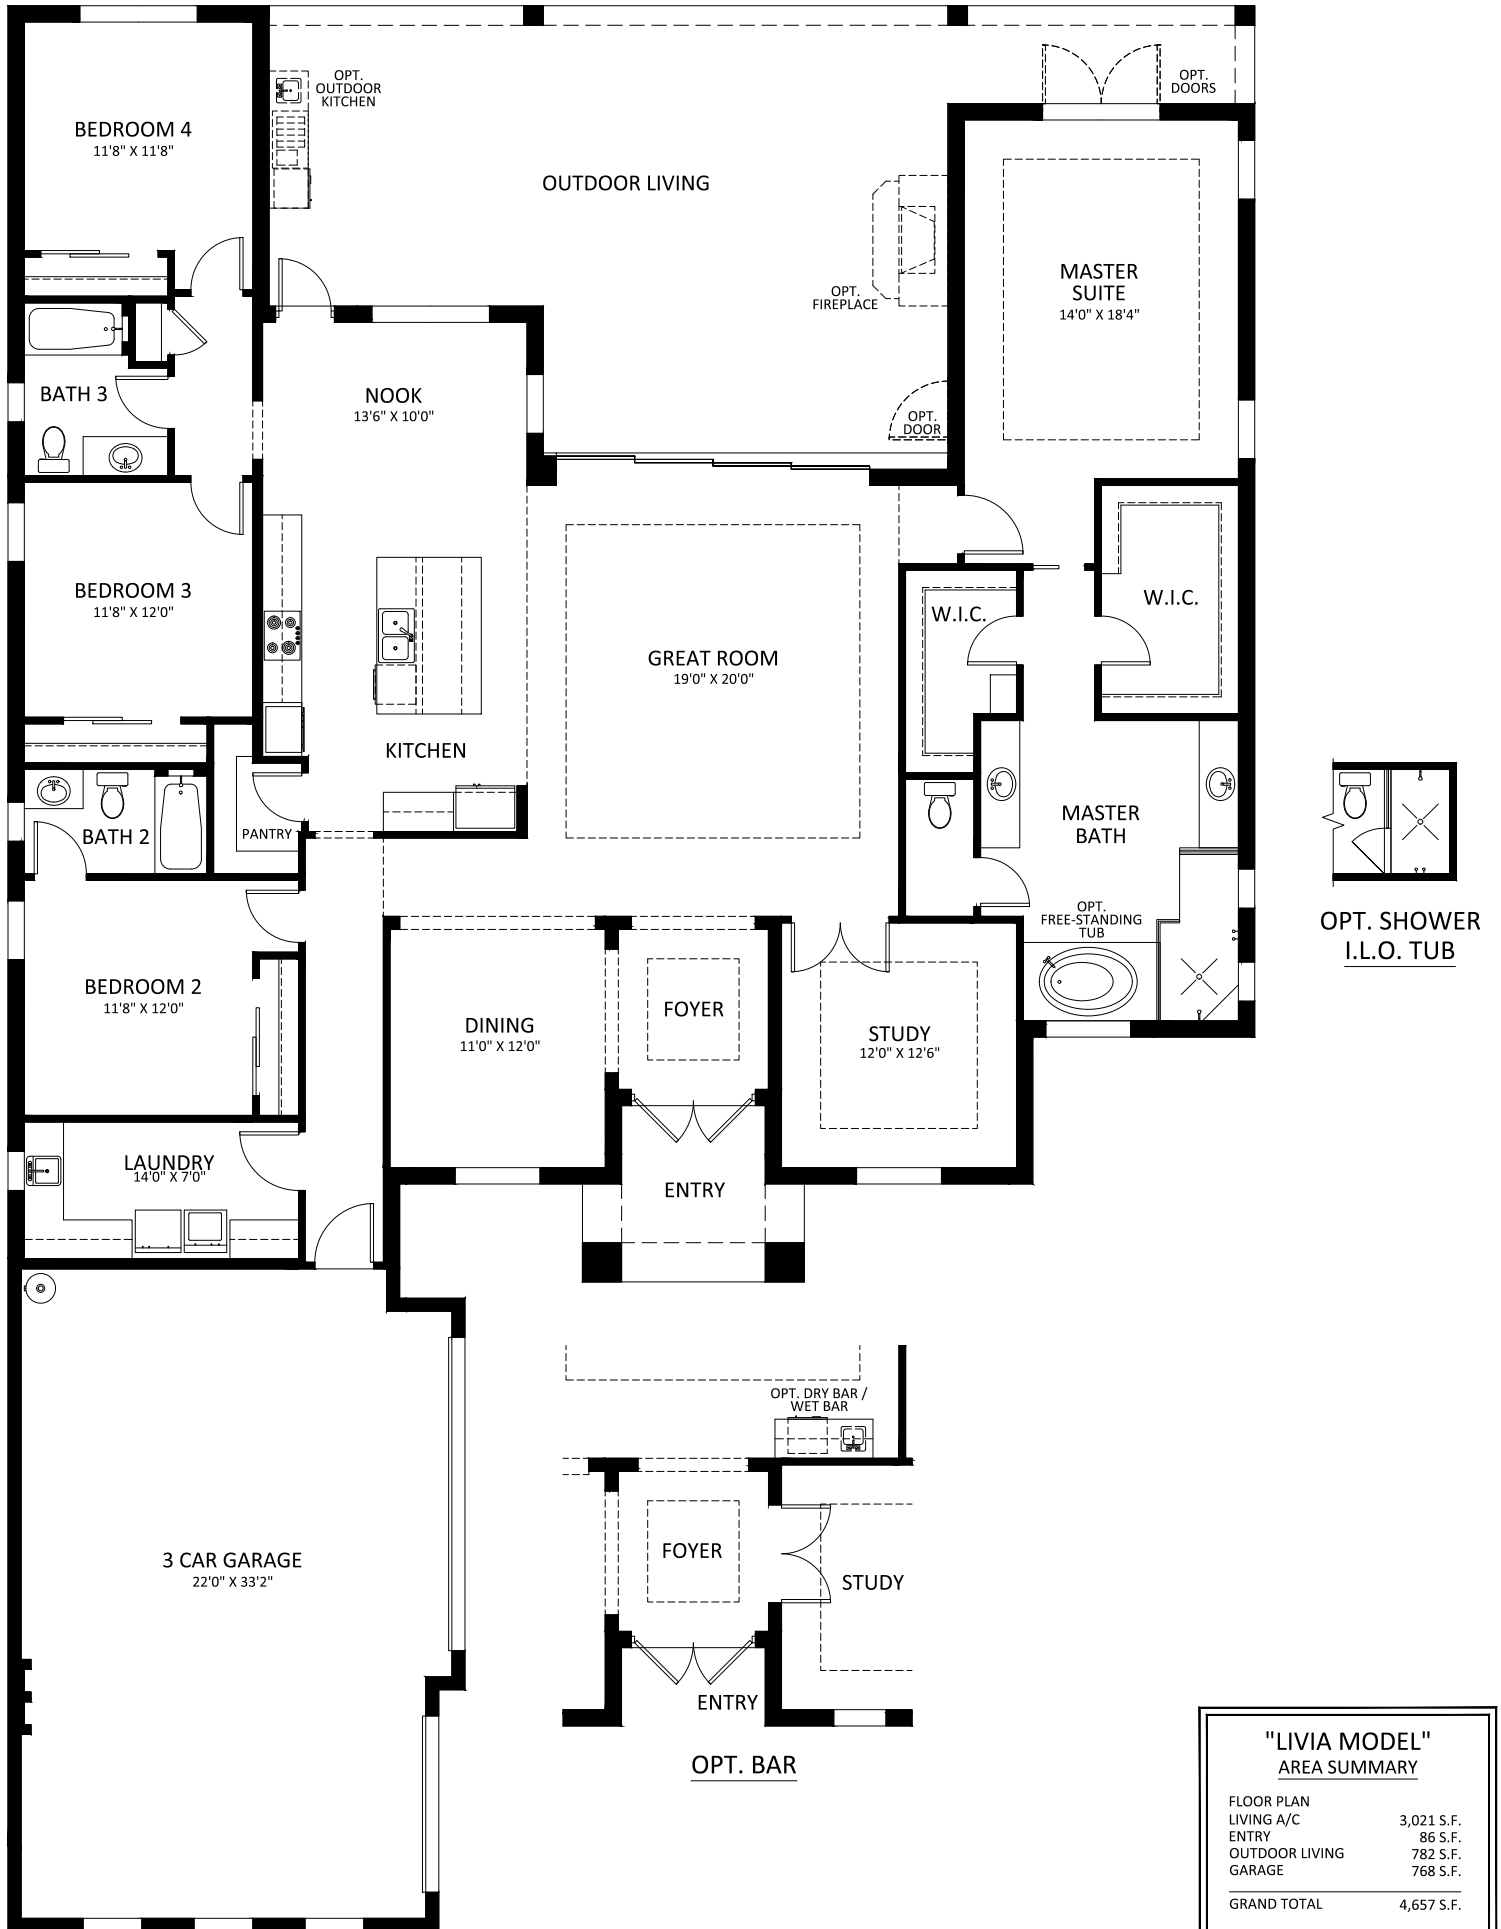 BEDROOM 4
11'8" X 11'8"
OPT.
OUTDOOR
KITCHEN
OUTDOOR LIVING
OPT.
DOORS
MASTER
SUITE
14'0" X 18'4"
OPT.
FIREPLACE
OPT.
DOOR
BATH 3
NOOK
13'6" X 10'0"
BEDROOM 3
11'8" X 12'0"
W.I.C.
W.I.C.
GREAT ROOM
19'0" X 20'0"
KITCHEN
PANTRY
BATH 2
MASTER
BATH
OPT.
FREE-STANDING
TUB
OPT. SHOWER
I.L.O. TUB
BEDROOM 2
11'8" X 12'0"
DINING
11'0" X 12'0"
FOYER
STUDY
12'0" X 12'6"
LAUNDRY
14'0" X 7'0"
ENTRY
3 CAR GARAGE
22'0" X 33'2"
OPT. DRY BAR /
WET BAR
FOYER
STUDY
ENTRY
OPT. BAR
"LIVIA MODEL"
AREA SUMMARY
FLOOR PLAN
LIVING A/C 3,021 S.F.
ENTRY 86 S.F.
OUTDOOR LIVING 782 S.F.
GARAGE 768 S.F.
GRAND TOTAL 4,657 S.F.